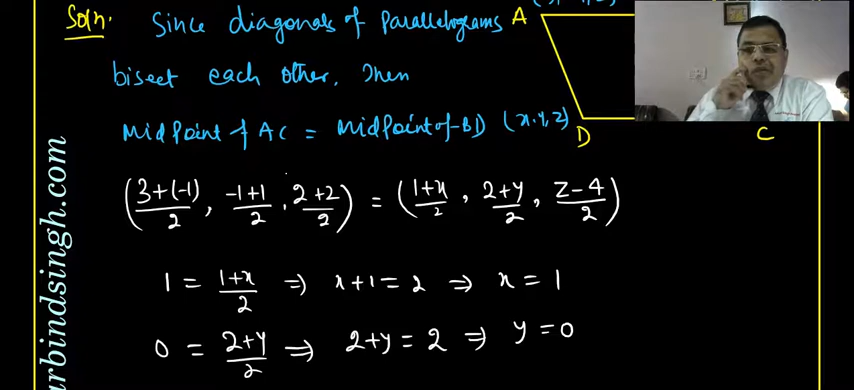 Soln: Since diagonals of Parallelograms
bisect each other, Then
MidPoint of AC = MidPoint of BD
(3+(-1)/2, -1+1/2, 2+2/2) = (1+x/2, 2+y/2, z-4/2)
1 = 1+x/2 ⇒ x+1 = 2 ⇒ x = 1
0 = 2+y/2 ⇒ 2+y = 2 ⇒ y = 0
A
D
(x,y,z)
C
arbindsingh.com